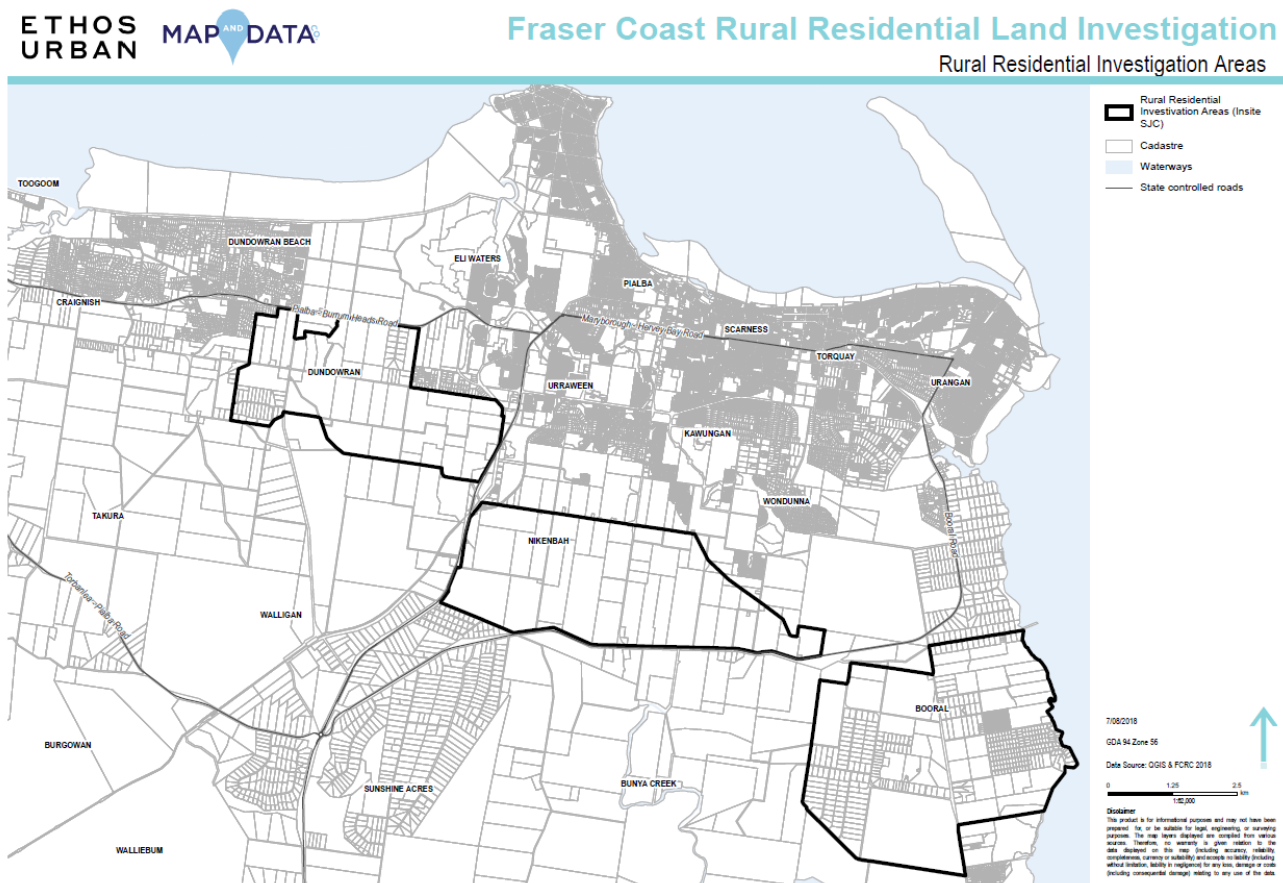 ETHOS
URBAN
MAP AND DATA CO
Fraser Coast Rural Residential Land Investigation
Rural Residential Investigation Areas
Rural Residential
Investivation Areas (Insite
SJC)
Cadastre
Waterways
State controlled roads
TOOGOOM
DUNDOWRAN BEACH
ELI WATERS
PIALBA
CRAIGNISH
Pialba - Burrum Heads Road
Maryborough - Hervey Bay Road
SCARNESS
TORQUAY
DUNDOWRAN
URRAWEEN
URANGAN
KAWUNGAN
WONDUNNA
TAKURA
NIKENBAH
Booral Road
Torbanlea - Pialba Road
WALLIGAN
BOORAL
BURGOWAN
BUNYA CREEK
SUNSHINE ACRES
WALLIEBUM
7/08/2018
GDA 94 Zone 56
Data Source: QGIS & FCRC 2018
0 1.25 2.5
km
1:52,000
Disclaimer
This product is for informational purposes and may not have been
prepared for, or be suitable for legal, engineering, or surveying
purposes. The map layers displayed are compiled from various
sources. Therefore, no warranty is given relation to the
data displayed on this map (including accuracy, reliability,
completeness, currency or suitability) and accepts no liability (including
without limitation, liability in negligence) for any loss, damage or costs
(including consequential damage) relating to any use of the data.